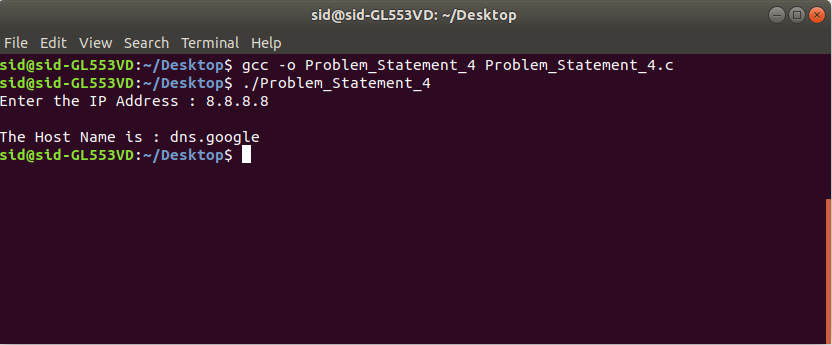 sid@sid-GL553VD: ~/Desktop
File Edit View Search Terminal Help
sid@sid-GL553VD:~/Desktop$ gcc -o Problem_Statement_4 Problem_Statement_4.c
sid@sid-GL553VD:~/Desktop$ ./Problem_Statement_4
Enter the IP Address : 8.8.8.8
The Host Name is : dns.google
sid@sid-GL553VD:~/Desktop$